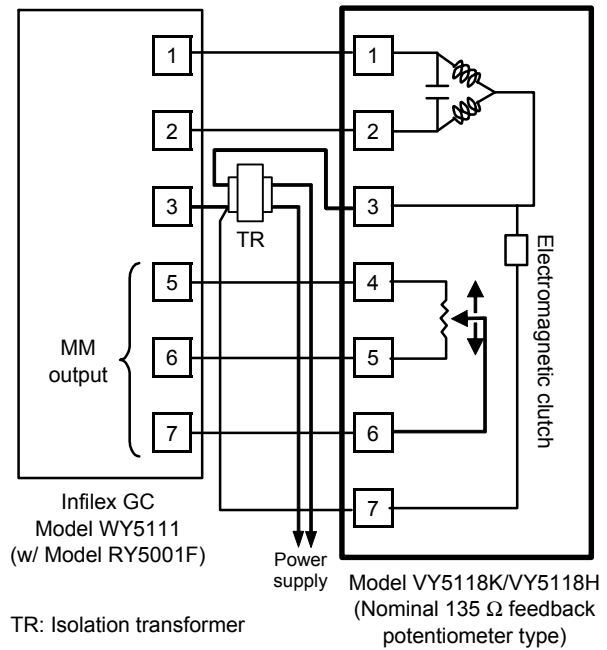 1
2
3
5
6
7
MM
output
TR
1
2
3
4
5
6
7
Electromagnetic clutch
Infilex GC
Model WY5111
(w/ Model RY5001F)
Power
supply
Model VY5118K/VY5118H
(Nominal 135 Ω feedback
potentiometer type)
TR: Isolation transformer